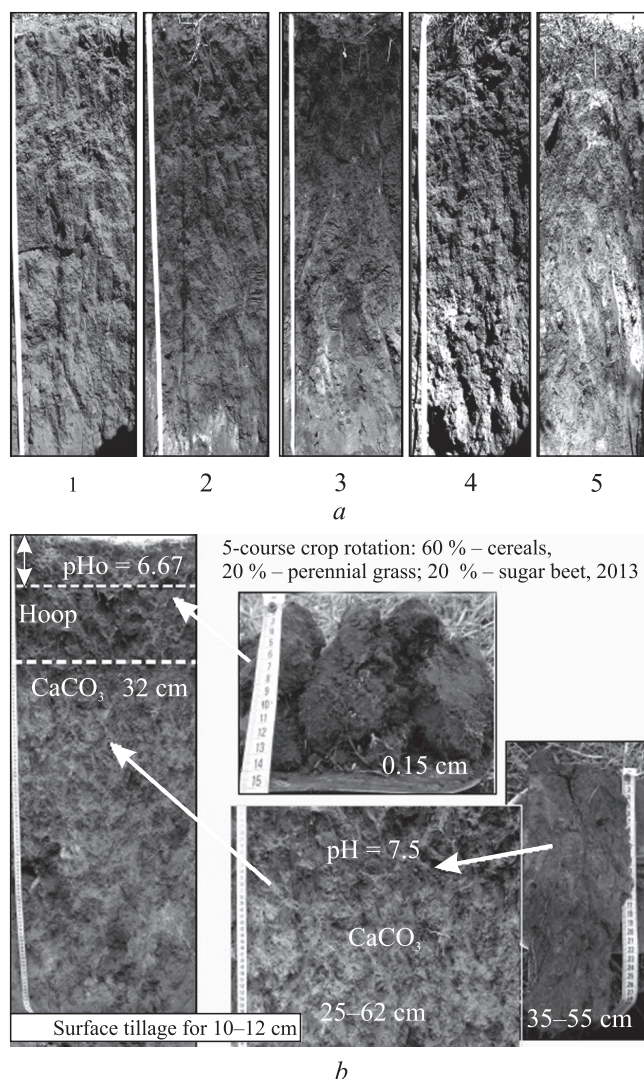 1 2 3 4 5
a
5-course crop rotation: 60 % – cereals,
20 % – perennial grass; 20 % – sugar beet, 2013
pHo = 6.67
Hoop
CaCO₃ 32 cm
0.15 cm
pH = 7.5
CaCO₃
25–62 cm
35–55 cm
Surface tillage for 10–12 cm
b